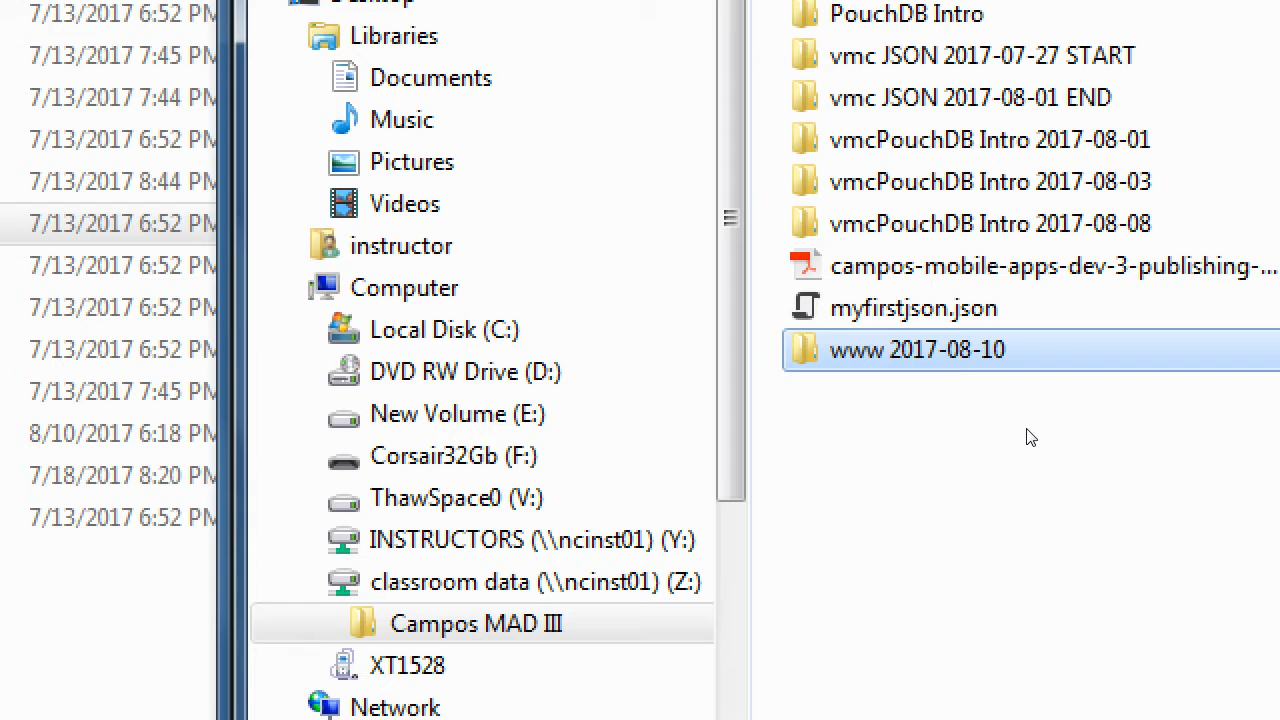 7/13/2017 6:52 PM
7/13/2017 7:45 PM
7/13/2017 7:44 PM
7/13/2017 6:52 PM
7/13/2017 8:44 PM
7/13/2017 6:52 PM
7/13/2017 6:52 PM
7/13/2017 6:52 PM
7/13/2017 6:52 PM
7/13/2017 7:45 PM
8/10/2017 6:18 PM
7/18/2017 8:20 PM
7/13/2017 6:52 PM
Desktop
Libraries
Documents
Music
Pictures
Videos
instructor
Computer
Local Disk (C:)
DVD RW Drive (D:)
New Volume (E:)
Corsair32Gb (F:)
ThawSpace0 (V:)
INSTRUCTORS (\\ncinst01) (Y:)
classroom data (\\ncinst01) (Z:)
Campos MAD III
XT1528
Network
PouchDB Intro
vmc JSON 2017-07-27 START
vmc JSON 2017-08-01 END
vmcPouchDB Intro 2017-08-01
vmcPouchDB Intro 2017-08-03
vmcPouchDB Intro 2017-08-08
campos-mobile-apps-dev-3-publishing-...
myfirstjson.json
www 2017-08-10